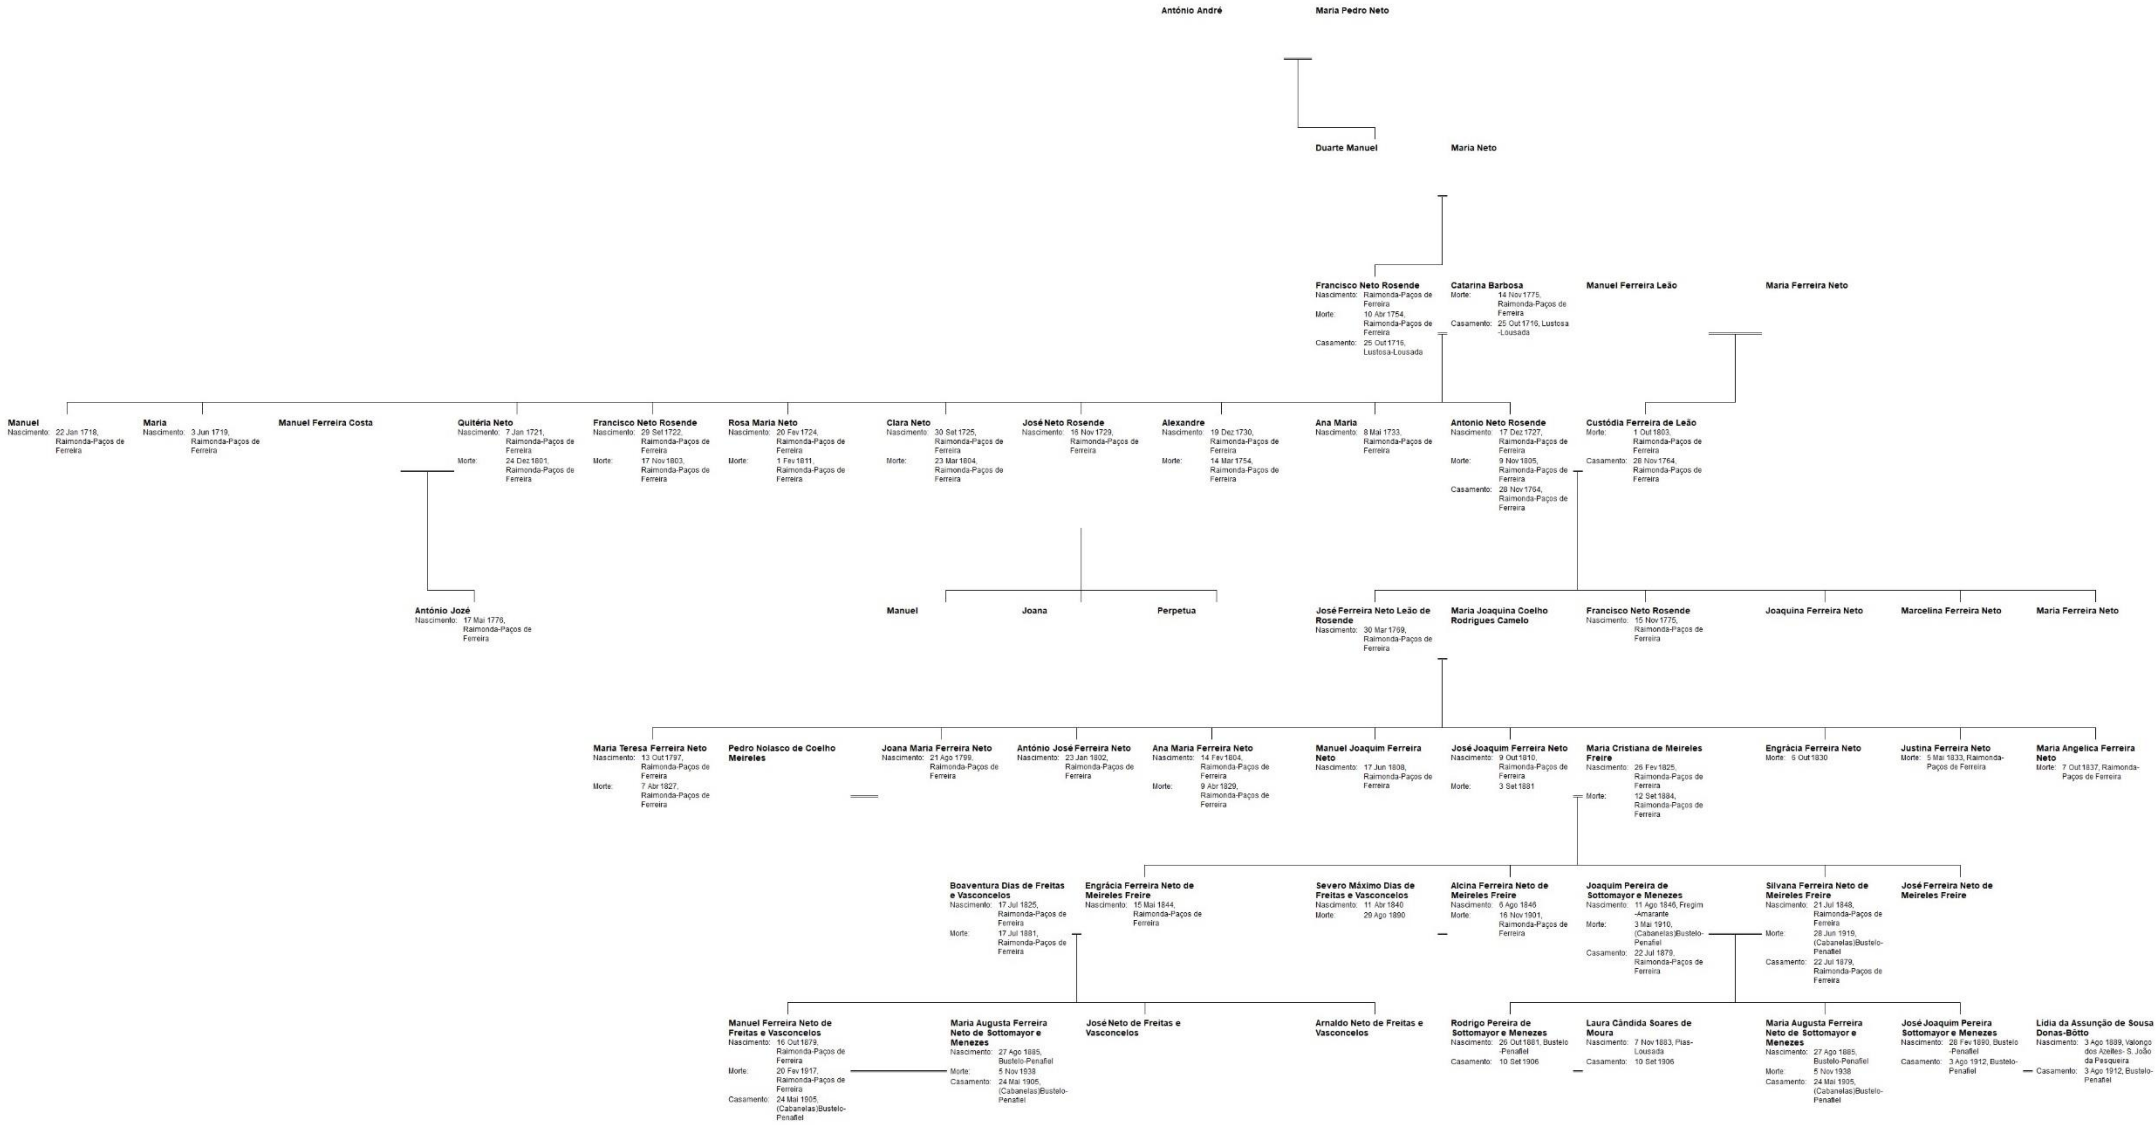 António André
Maria Pedro Neto
Duarte Manuel
Maria Neto
Francisco Neto Rosende
Nascimento: Raimonda-Paços de
Ferreira
Morte: 10 Abr 1754,
Raimonda-Paços de
Ferreira
Casamento: 25 Out 1716,
Lustosa-Lousada
Catarina Barbosa
Morte: 14 Nov 1775,
Raimonda-Paços de
Ferreira
Casamento: 25 Out 1716, Lustosa
-Lousada
Manuel Ferreira Leão
Maria Ferreira Neto
Manuel
Nascimento: 22 Jan 1718,
Raimonda-Paços de
Ferreira
Maria
Nascimento: 3 Jun 1719,
Raimonda-Paços de
Ferreira
Manuel Ferreira Costa
Quitéria Neto
Nascimento: 7 Jan 1721,
Raimonda-Paços de
Ferreira
Morte: 24 Dez 1801,
Raimonda-Paços de
Ferreira
Francisco Neto Rosende
Nascimento: 29 Set 1722,
Raimonda-Paços de
Ferreira
Morte: 17 Nov 1803,
Raimonda-Paços de
Ferreira
Rosa Maria Neto
Nascimento: 20 Fev 1724,
Raimonda-Paços de
Ferreira
Morte: 1 Fev 1811,
Raimonda-Paços de
Ferreira
Clara Neto
Nascimento: 30 Set 1725,
Raimonda-Paços de
Ferreira
Morte: 23 Mar 1804,
Raimonda-Paços de
Ferreira
José Neto Rosende
Nascimento: 16 Nov 1729,
Raimonda-Paços de
Ferreira
Alexandre
Nascimento: 19 Dez 1730,
Raimonda-Paços de
Ferreira
Morte: 14 Mar 1754,
Raimonda-Paços de
Ferreira
Ana Maria
Nascimento: 8 Mai 1733,
Raimonda-Paços de
Ferreira
Antonio Neto Rosende
Nascimento: 17 Dez 1727,
Raimonda-Paços de
Ferreira
Morte: 9 Nov 1805,
Raimonda-Paços de
Ferreira
Casamento: 28 Nov 1764,
Raimonda-Paços de
Ferreira
Custódia Ferreira de Leão
Morte: 1 Out 1803,
Raimonda-Paços de
Ferreira
Casamento: 28 Nov 1764,
Raimonda-Paços de
Ferreira
António Jozé
Nascimento: 17 Mai 1776,
Raimonda-Paços de
Ferreira
Manuel
Joana
Perpetua
José Ferreira Neto Leão de
Rosende
Nascimento: 30 Mar 1769,
Raimonda-Paços de
Ferreira
Maria Joaquina Coelho
Rodrigues Camelo
Francisco Neto Rosende
Nascimento: 15 Nov 1775,
Raimonda-Paços de
Ferreira
Joaquina Ferreira Neto
Marcelina Ferreira Neto
Maria Ferreira Neto
Maria Teresa Ferreira Neto
Nascimento: 13 Out 1797,
Raimonda-Paços de
Ferreira
Morte: 7 Abr 1827,
Raimonda-Paços de
Ferreira
Pedro Nolasco de Coelho
Meireles
Joana Maria Ferreira Neto
Nascimento: 21 Ago 1799,
Raimonda-Paços de
Ferreira
António José Ferreira Neto
Nascimento: 23 Jan 1802,
Raimonda-Paços de
Ferreira
Ana Maria Ferreira Neto
Nascimento: 14 Fev 1804,
Raimonda-Paços de
Ferreira
Morte: 9 Abr 1829,
Raimonda-Paços de
Ferreira
Manuel Joaquim Ferreira
Neto
Nascimento: 17 Jun 1808,
Raimonda-Paços de
Ferreira
José Joaquim Ferreira Neto
Nascimento: 9 Out 1810,
Raimonda-Paços de
Ferreira
Morte: 3 Set 1881
Maria Cristiana de Meireles
Freire
Nascimento: 26 Fev 1825,
Raimonda-Paços de
Ferreira
Morte: 12 Set 1884,
Raimonda-Paços de
Ferreira
Engrácia Ferreira Neto
Morte: 6 Out 1830
Justina Ferreira Neto
Morte: 5 Mai 1833, Raimonda-
Paços de Ferreira
Maria Angelica Ferreira
Neto
Morte: 7 Out 1837, Raimonda-
Paços de Ferreira
Boaventura Dias de Freitas
e Vasconcelos
Nascimento: 17 Jul 1825,
Raimonda-Paços de
Ferreira
Morte: 17 Jul 1881,
Raimonda-Paços de
Ferreira
Engrácia Ferreira Neto de
Meireles Freire
Nascimento: 15 Mai 1844,
Raimonda-Paços de
Ferreira
Severo Máximo Dias de
Freitas e Vasconcelos
Nascimento: 11 Abr 1840
Morte: 29 Ago 1890
Alcina Ferreira Neto de
Meireles Freire
Nascimento: 6 Ago 1846
Morte: 16 Nov 1901,
Raimonda-Paços de
Ferreira
Joaquim Pereira de
Sottomayor e Menezes
Nascimento: 11 Ago 1846, Fregim
-Amarante
Morte: 3 Mai 1910,
(Cabanelas)Bustelo-
Penafiel
Casamento: 22 Jul 1879,
Raimonda-Paços de
Ferreira
Silvana Ferreira Neto de
Meireles Freire
Nascimento: 21 Jul 1848,
Raimonda-Paços de
Ferreira
Morte: 28 Jun 1919,
(Cabanelas)Bustelo-
Penafiel
Casamento: 22 Jul 1879,
Raimonda-Paços de
Ferreira
José Ferreira Neto de
Meireles Freire
Manuel Ferreira Neto de
Freitas e Vasconcelos
Nascimento: 16 Out 1879,
Raimonda-Paços de
Ferreira
Morte: 20 Fev 1917,
Raimonda-Paços de
Ferreira
Casamento: 24 Mai 1905,
(Cabanelas)Bustelo-
Penafiel
Maria Augusta Ferreira
Neto de Sottomayor e
Menezes
Nascimento: 27 Ago 1885,
Bustelo-Penafiel
Morte: 5 Nov 1938
Casamento: 24 Mai 1905,
(Cabanelas)Bustelo-
Penafiel
José Neto de Freitas e
Vasconcelos
Arnaldo Neto de Freitas e
Vasconcelos
Rodrigo Pereira de
Sottomayor e Menezes
Nascimento: 26 Out 1881, Bustelo
-Penafiel
Casamento: 10 Set 1906
Laura Cândida Soares de
Moura
Nascimento: 7 Nov 1883, Pias-
Lousada
Casamento: 10 Set 1906
Maria Augusta Ferreira
Neto de Sottomayor e
Menezes
Nascimento: 27 Ago 1885,
Bustelo-Penafiel
Morte: 5 Nov 1938
Casamento: 24 Mai 1905,
(Cabanelas)Bustelo-
Penafiel
José Joaquim Pereira
Sottomayor e Menezes
Nascimento: 28 Fev 1890, Bustelo
-Penafiel
Casamento: 3 Ago 1912, Bustelo-
Penafiel
Lidia da Assunção de Sousa
Donas-Bôtto
Nascimento: 3 Ago 1889, Valongo
dos Azeites- S. João
da Pesqueira
Casamento: 3 Ago 1912, Bustelo-
Penafiel